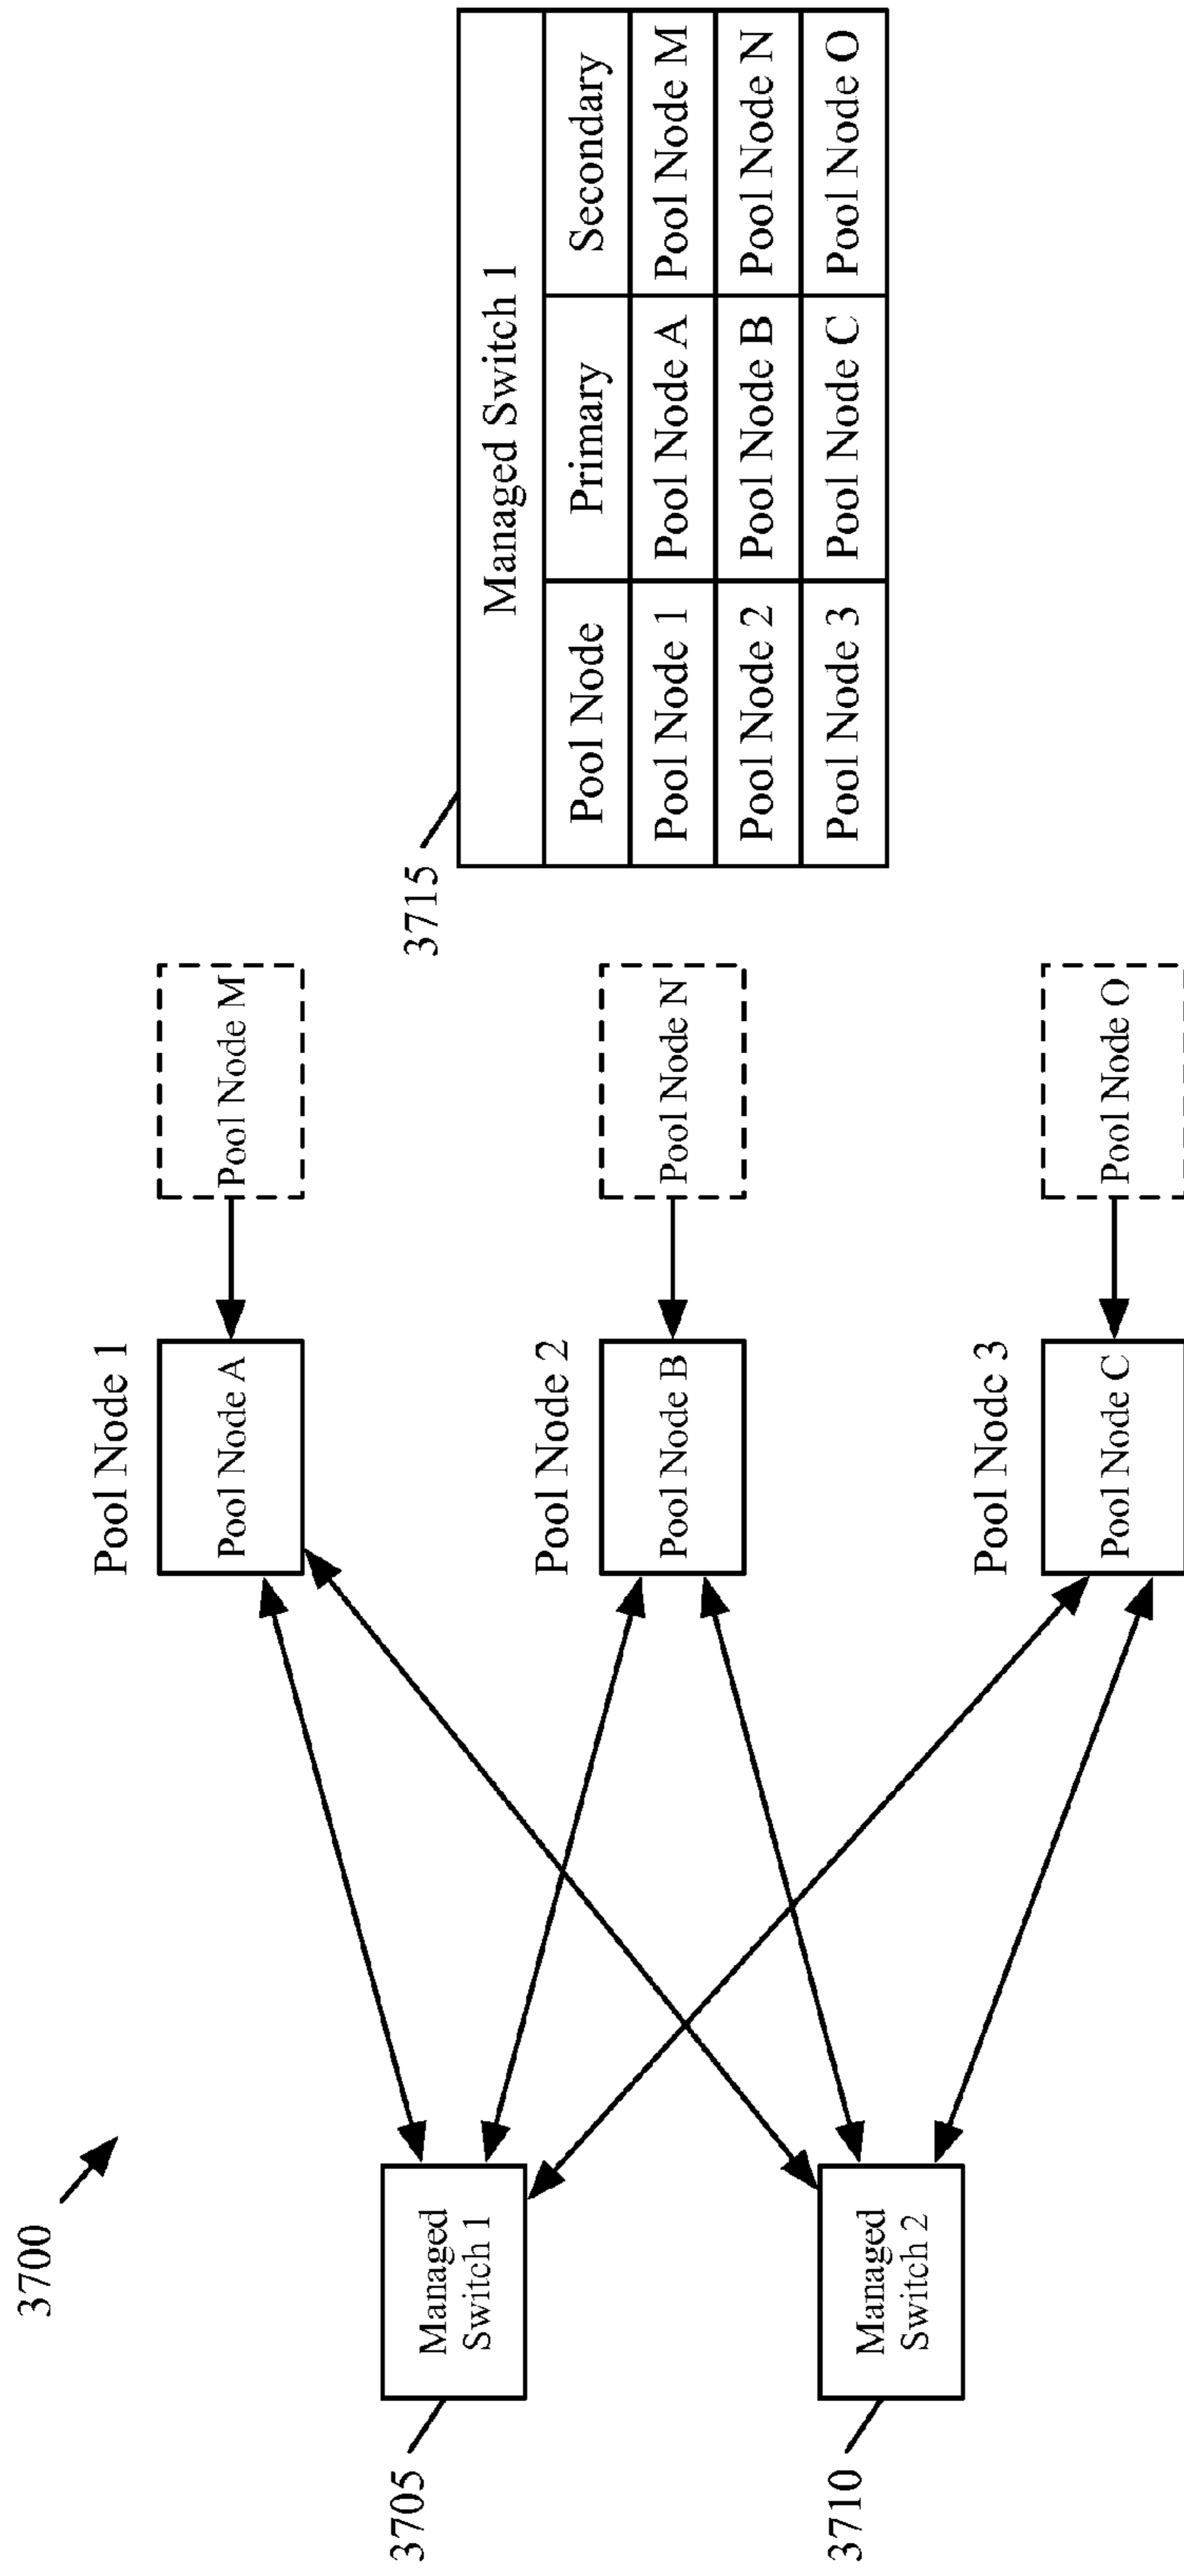 3700
Pool Node 1
Pool Node A
Pool Node M
3705
Managed
Switch 1
Pool Node 2
Pool Node B
Pool Node N
3710
Managed
Switch 2
Pool Node 3
Pool Node C
Pool Node O
3715
Managed Switch 1
Pool Node Primary Secondary
Pool Node 1 Pool Node A Pool Node M
Pool Node 2 Pool Node B Pool Node N
Pool Node 3 Pool Node C Pool Node O